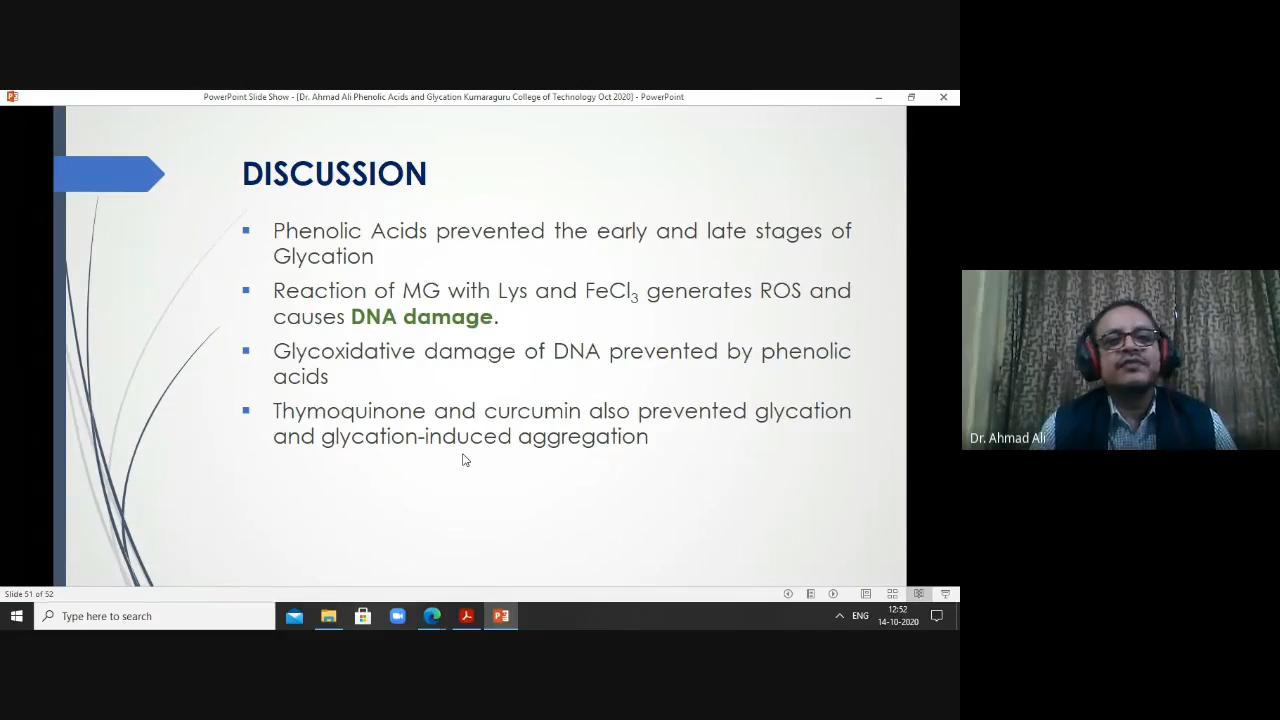 PowerPoint Slide Show - [Dr. Ahmad Ali Phenolic Acids and Glycation Kumaraguru College of Technology Oct 2020] - PowerPoint
DISCUSSION
Phenolic Acids prevented the early and late stages of
Glycation
Reaction of MG with Lys and FeCl₃ generates ROS and
causes DNA damage.
Glycoxidative damage of DNA prevented by phenolic
acids
Thymoquinone and curcumin also prevented glycation
and glycation-induced aggregation
Dr. Ahmad Ali
Slide 51 of 52
Type here to search
ENG
12:52
14-10-2020